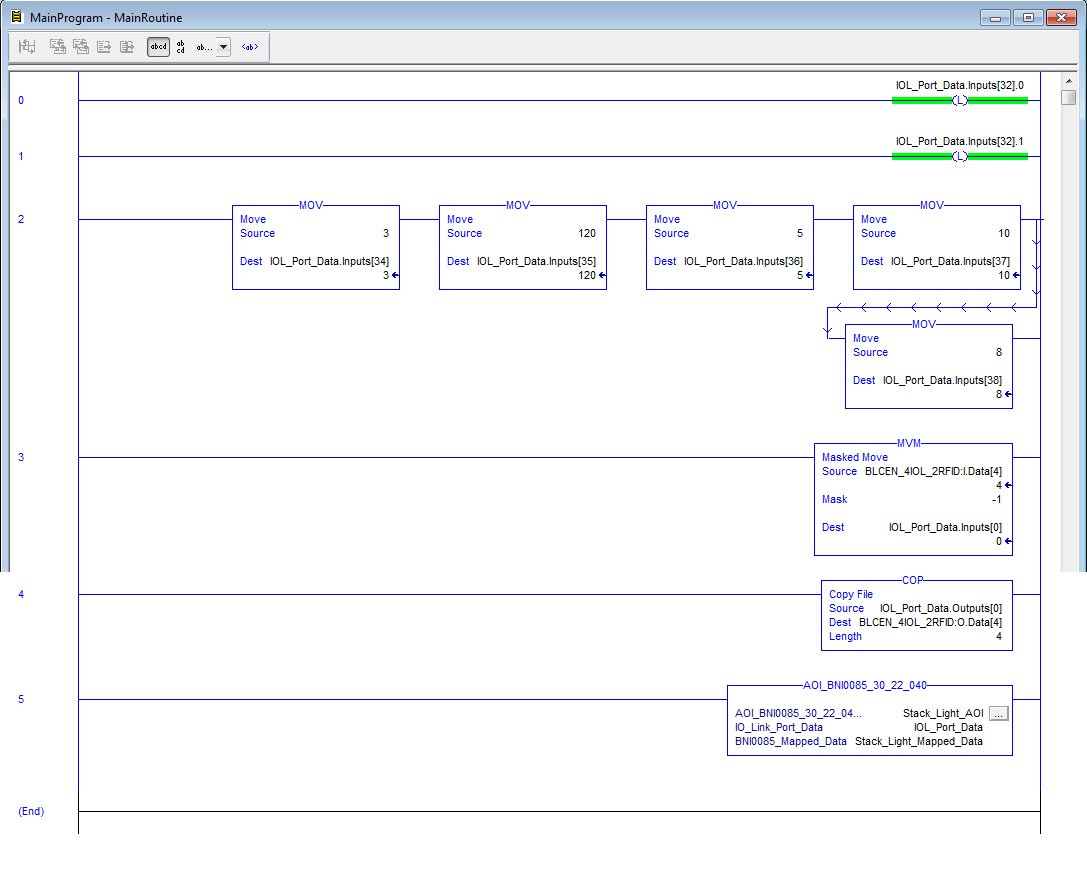 MainProgram - MainRoutine
abcd
ab
cd
ab...
<ab>
IOL_Port_Data.Inputs[32].0
0
(L)
IOL_Port_Data.Inputs[32].1
1
(L)
MOV MOV MOV MOV
2 Move Move Move Move
Source 3 Source 120 Source 5 Source 10
Dest IOL_Port_Data.Inputs[34] Dest IOL_Port_Data.Inputs[35] Dest IOL_Port_Data.Inputs[36] Dest IOL_Port_Data.Inputs[37]
3 120 5 10
MOV
Move
Source 8
Dest IOL_Port_Data.Inputs[38]
8
MVM
3 Masked Move
Source BLCEN_4IOL_2RFID:I.Data[4]
4
Mask -1
Dest IOL_Port_Data.Inputs[0]
0
COP
4 Copy File
Source IOL_Port_Data.Outputs[0]
Dest BLCEN_4IOL_2RFID:O.Data[4]
Length 4
AOI_BNI0085_30_22_040
5
AOI_BNI0085_30_22_04... Stack_Light_AOI ...
IO_Link_Port_Data IOL_Port_Data
BNI0085_Mapped_Data Stack_Light_Mapped_Data
(End)